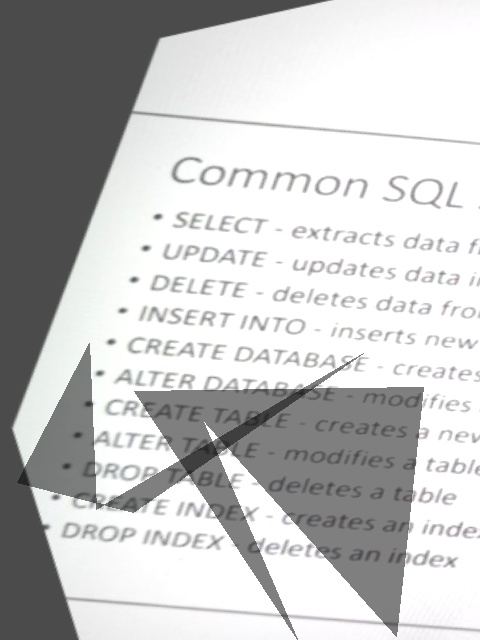 Common SQL
• SELECT - extracts data
• UPDATE - updates data
• DELETE - deletes data
• INSERT INTO - inserts new
• CREATE DATABASE - creates
• ALTER DATABASE - modifies
• CREATE TABLE - creates a new
• ALTER TABLE - modifies a table
• DROP TABLE - deletes a table
• CREATE INDEX - creates an
• DROP INDEX - deletes an index